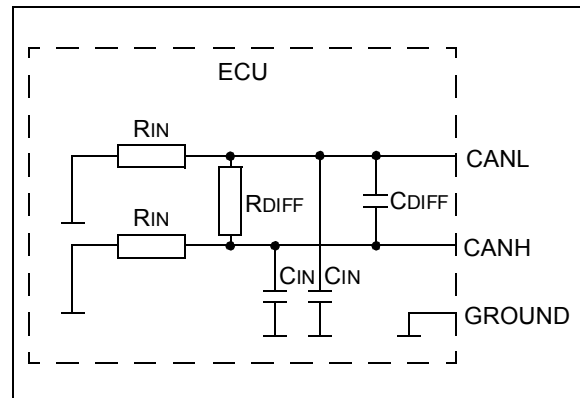 ECU
RIN
CANL
RDIFF
CDIFF
RIN
CANH
CIN CIN
GROUND